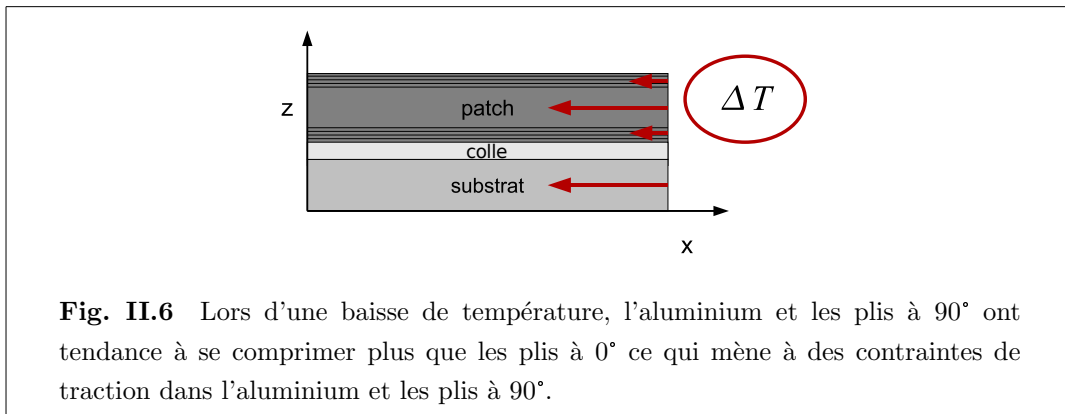 z
patch
colle
substrat
Δ T
x
Fig. II.6 Lors d'une baisse de température, l'aluminium et les plis à 90° ont
tendance à se comprimer plus que les plis à 0° ce qui mène à des contraintes de
traction dans l'aluminium et les plis à 90°.